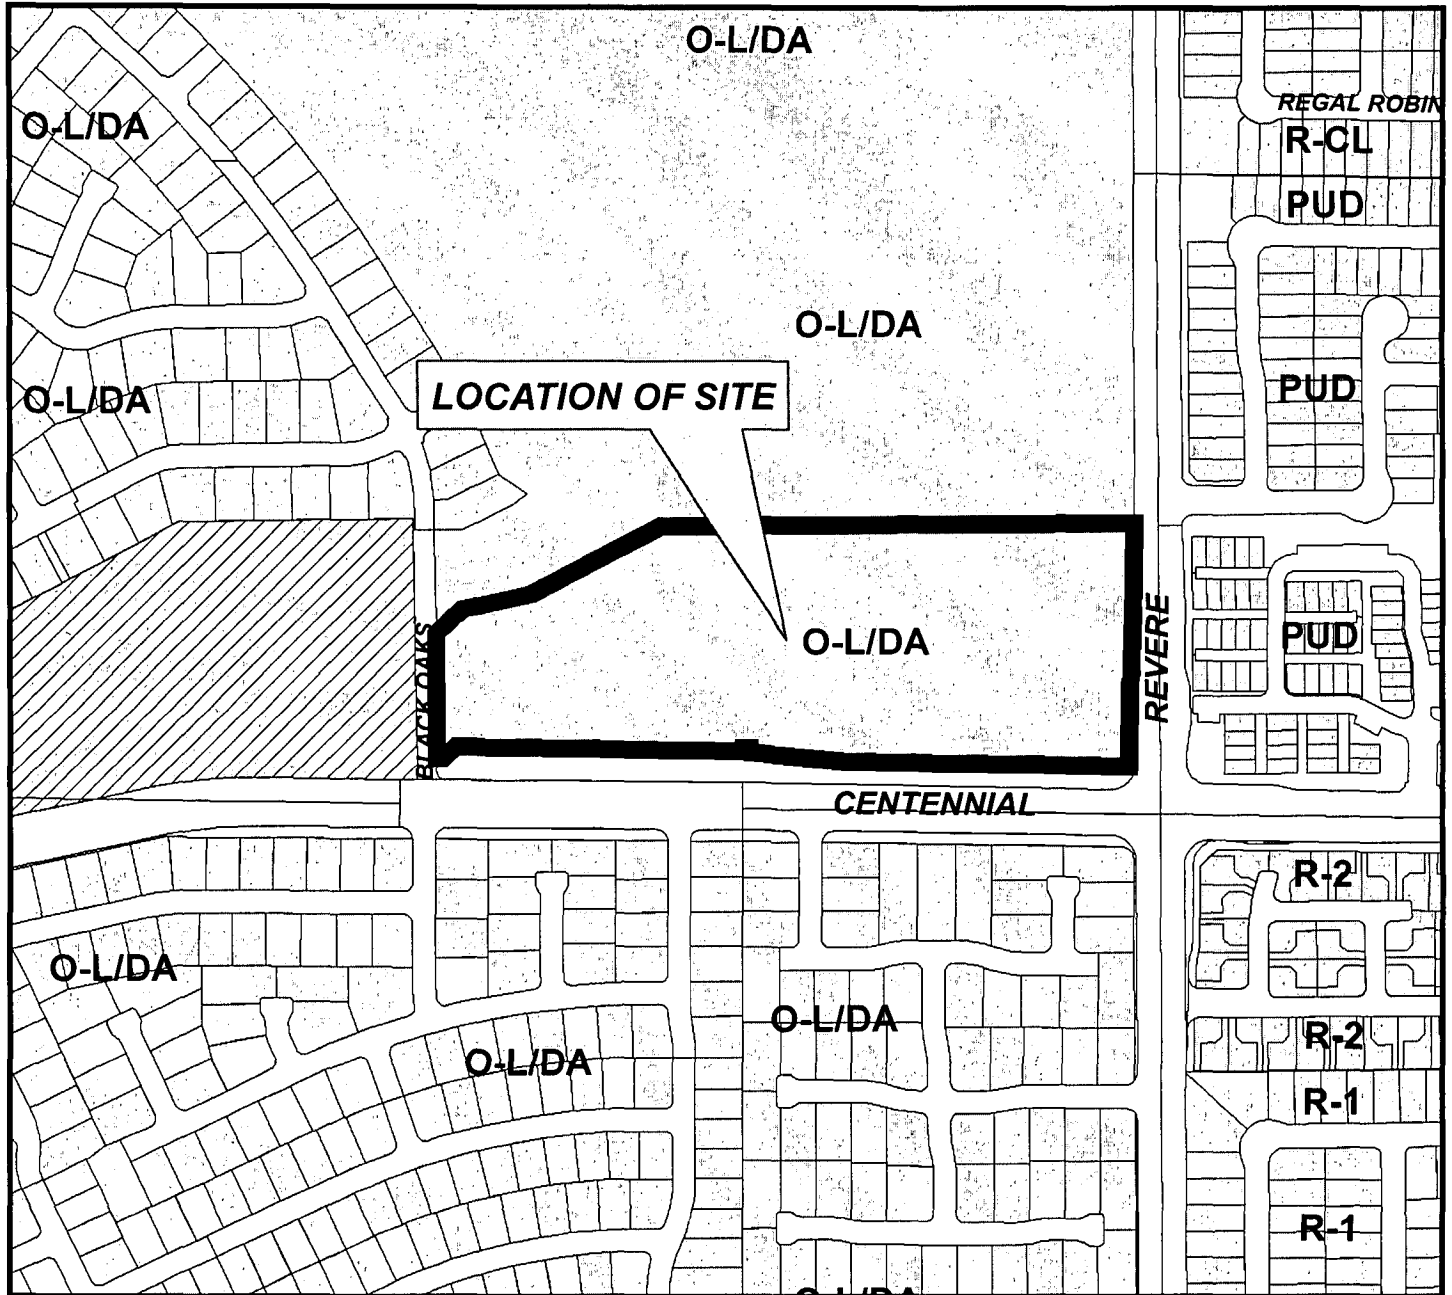 O-L/DA
REGAL ROBIN
O-L/DA
R-CL
PUD
O-L/DA
PUD
LOCATION OF SITE
O-L/DA
BLACK OAKS
O-L/DA
PUD
REVERE
CENTENNIAL
R-2
O-L/DA
O-L/DA
R-2
O-L/DA
R-1
R-1
O-L/DA